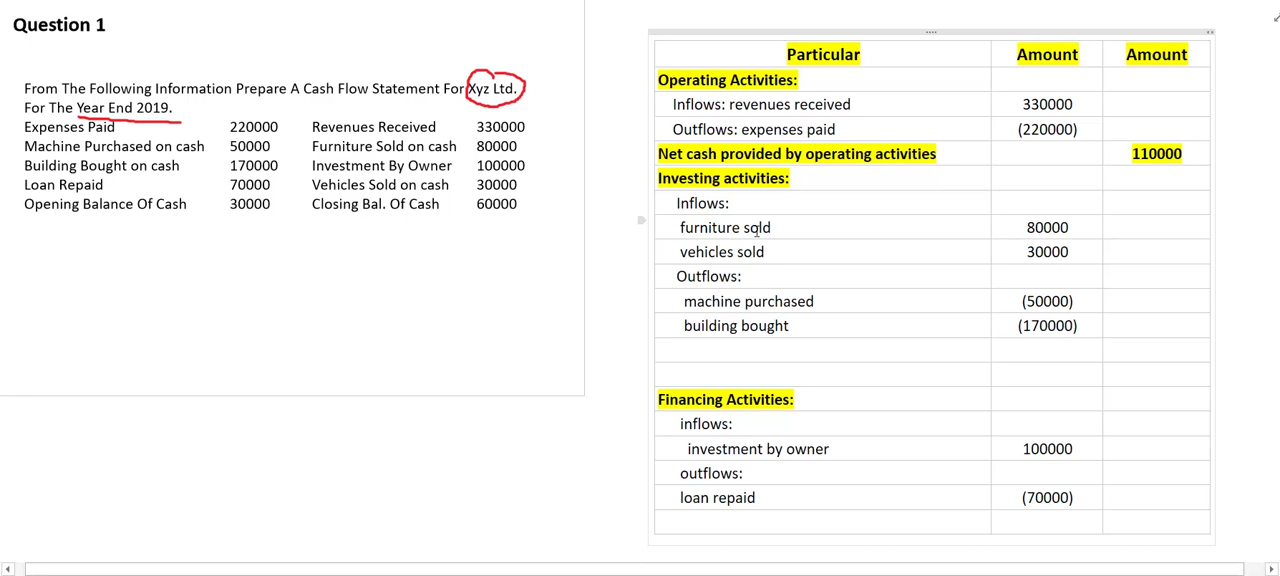 Question 1
From The Following Information Prepare A Cash Flow Statement For Xyz Ltd.
For The Year End 2019.
Expenses Paid 220000 Revenues Received 330000
Machine Purchased on cash 50000 Furniture Sold on cash 80000
Building Bought on cash 170000 Investment By Owner 100000
Loan Repaid 70000 Vehicles Sold on cash 30000
Opening Balance Of Cash 30000 Closing Bal. Of Cash 60000
Particular Amount Amount
Operating Activities:
Inflows: revenues received 330000
Outflows: expenses paid (220000)
Net cash provided by operating activities 110000
Investing activities:
Inflows:
furniture sold 80000
vehicles sold 30000
Outflows:
machine purchased (50000)
building bought (170000)
Financing Activities:
inflows:
investment by owner 100000
outflows:
loan repaid (70000)